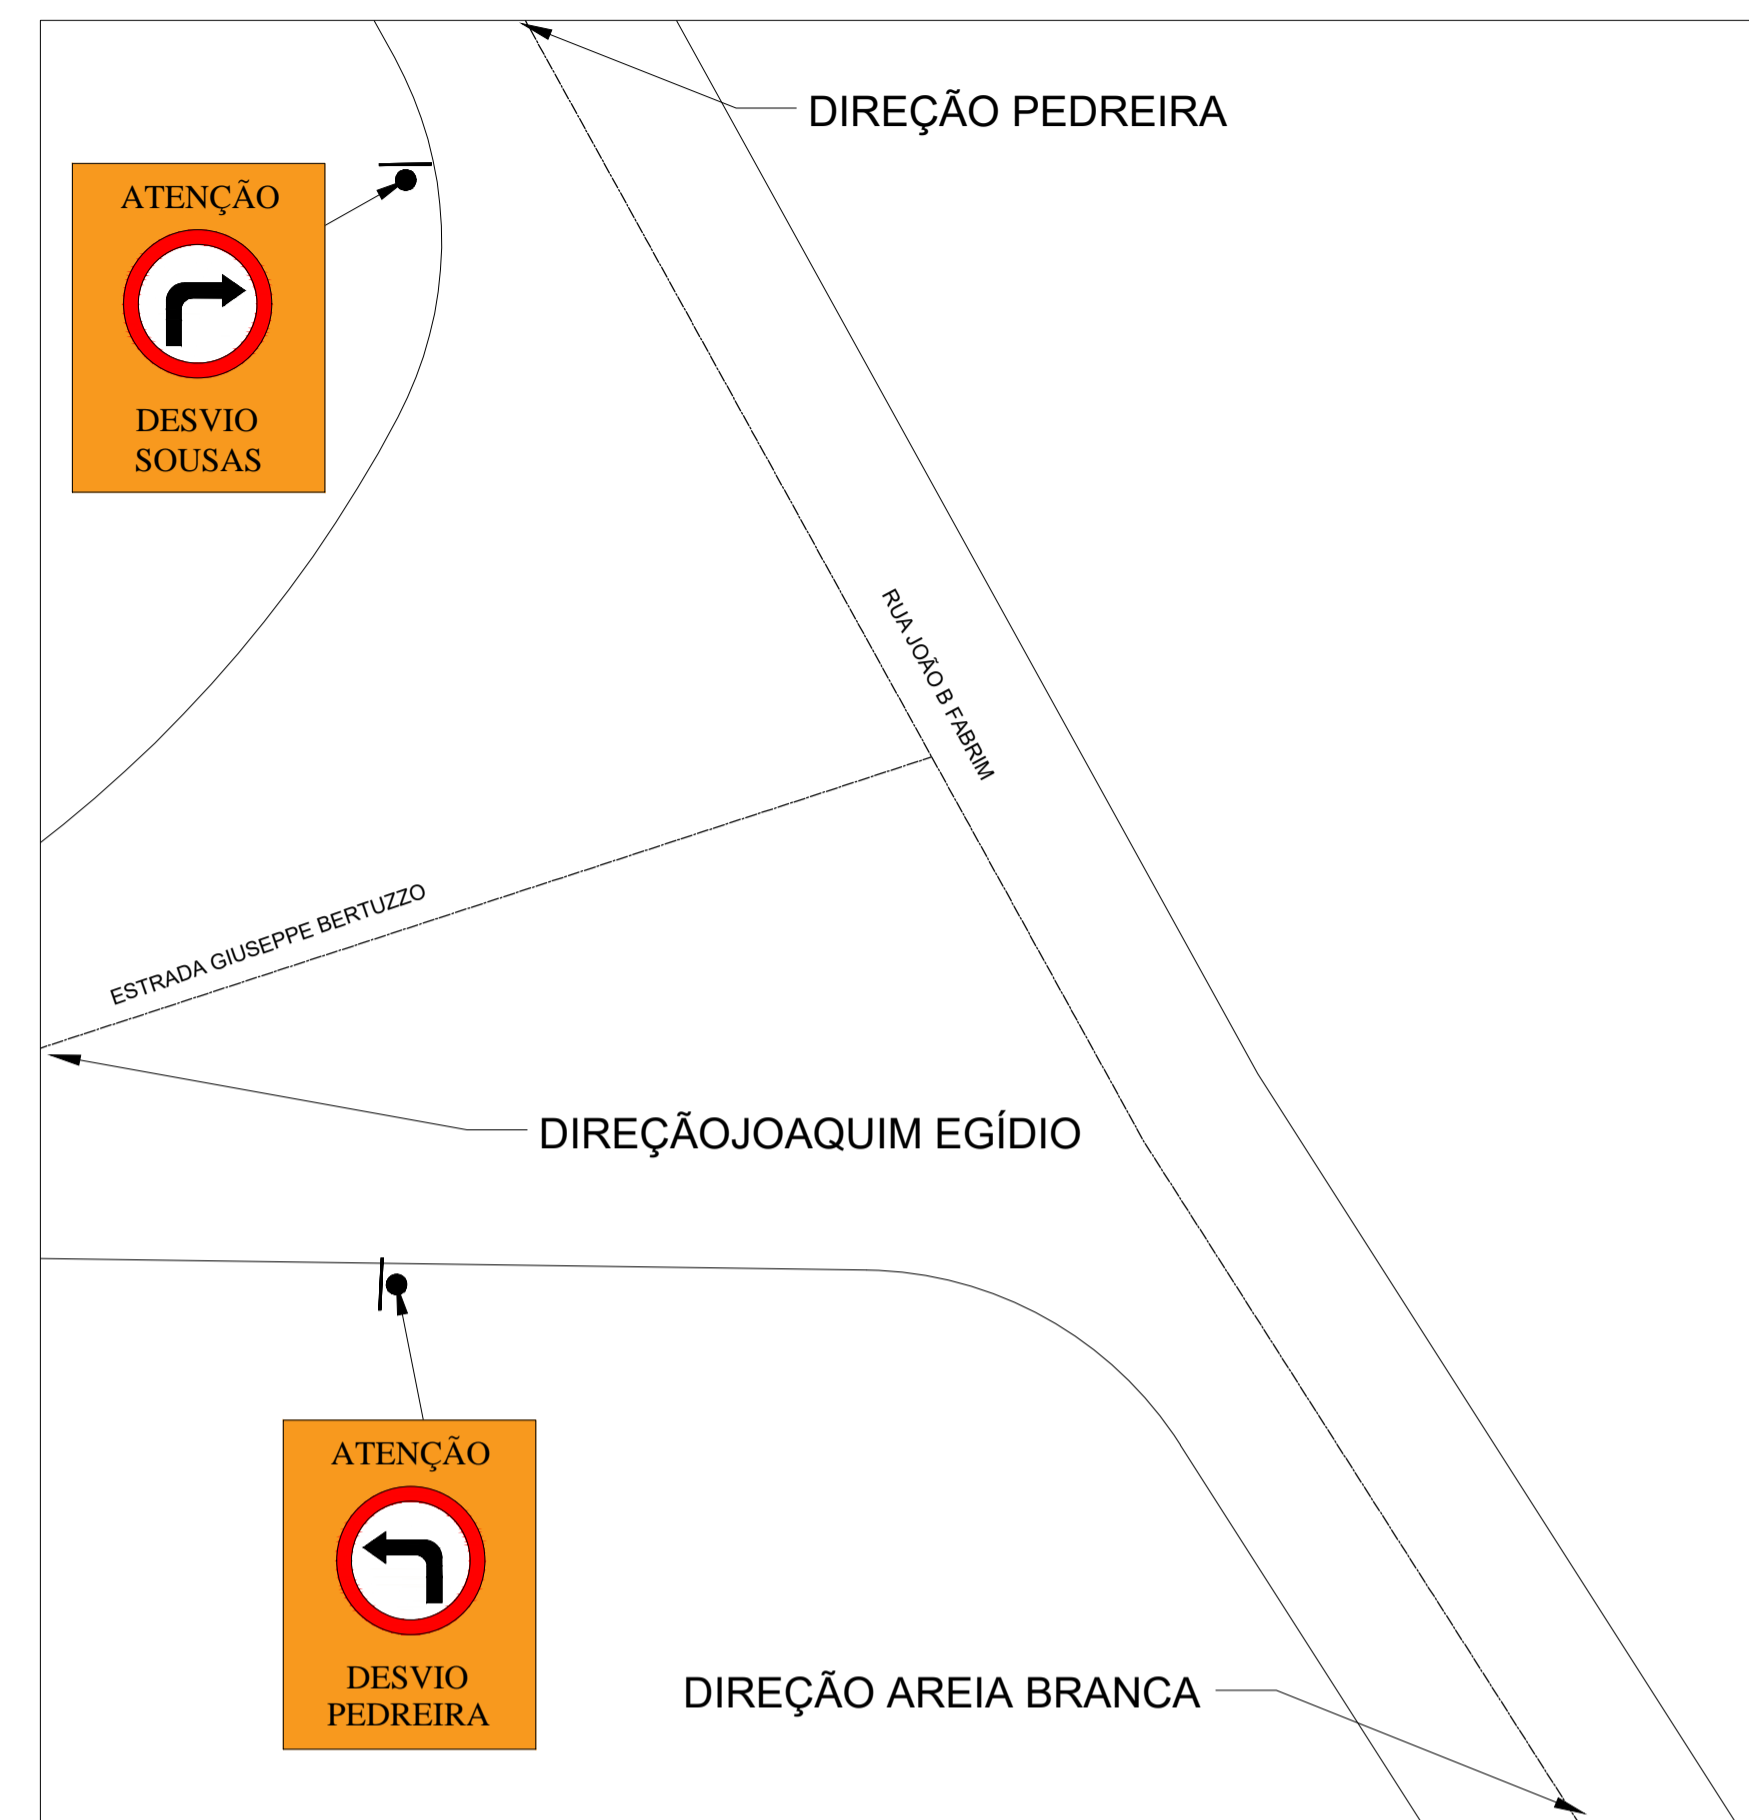 DIREÇÃO PEDREIRA
ATENÇÃO
DESVIO
SOUSAS
RUA JOÃO B FABRIM
ESTRADA GIUSEPPE BERTUZZO
DIREÇÃOJOAQUIM EGÍDIO
ATENÇÃO
DESVIO
PEDREIRA
DIREÇÃO AREIA BRANCA